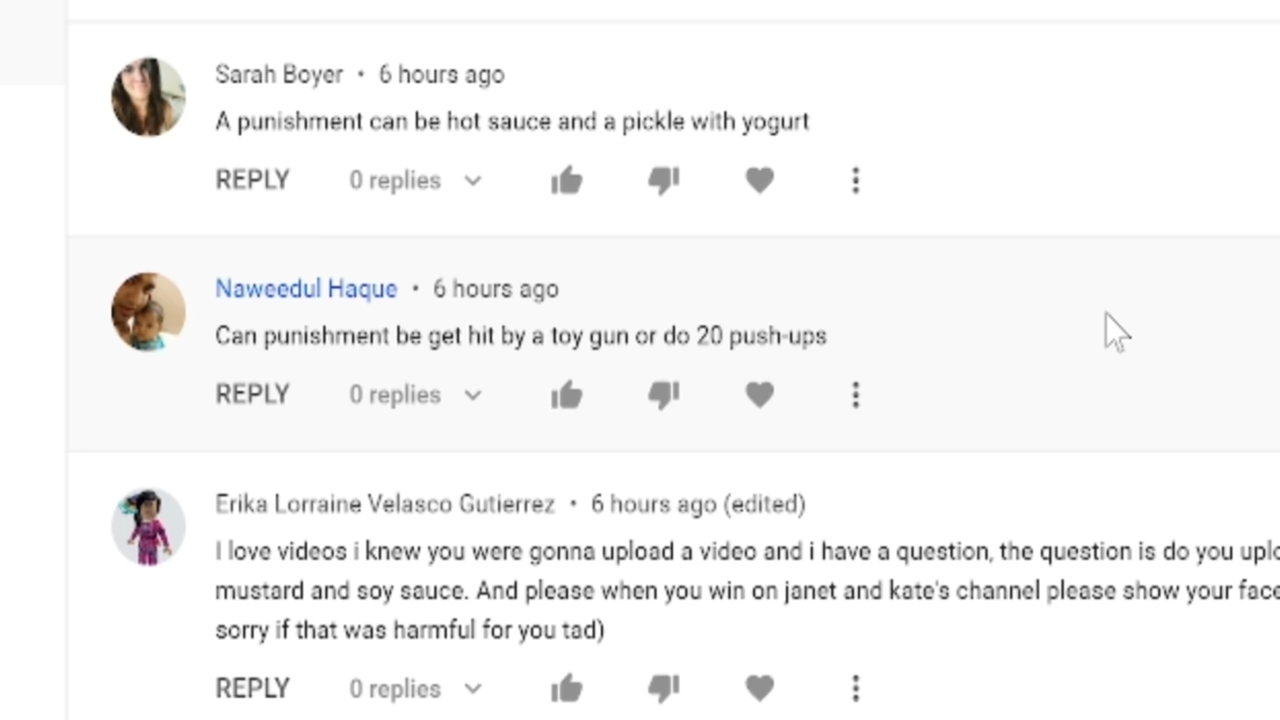 Sarah Boyer • 6 hours ago
A punishment can be hot sauce and a pickle with yogurt
REPLY 0 replies
Naweedul Haque • 6 hours ago
Can punishment be get hit by a toy gun or do 20 push-ups
REPLY 0 replies
Erika Lorraine Velasco Gutierrez • 6 hours ago (edited)
I love videos i knew you were gonna upload a video and i have a question, the question is do you
mustard and soy sauce. And please when you win on janet and kate's channel please show your face
sorry if that was harmful for you tad)
REPLY 0 replies